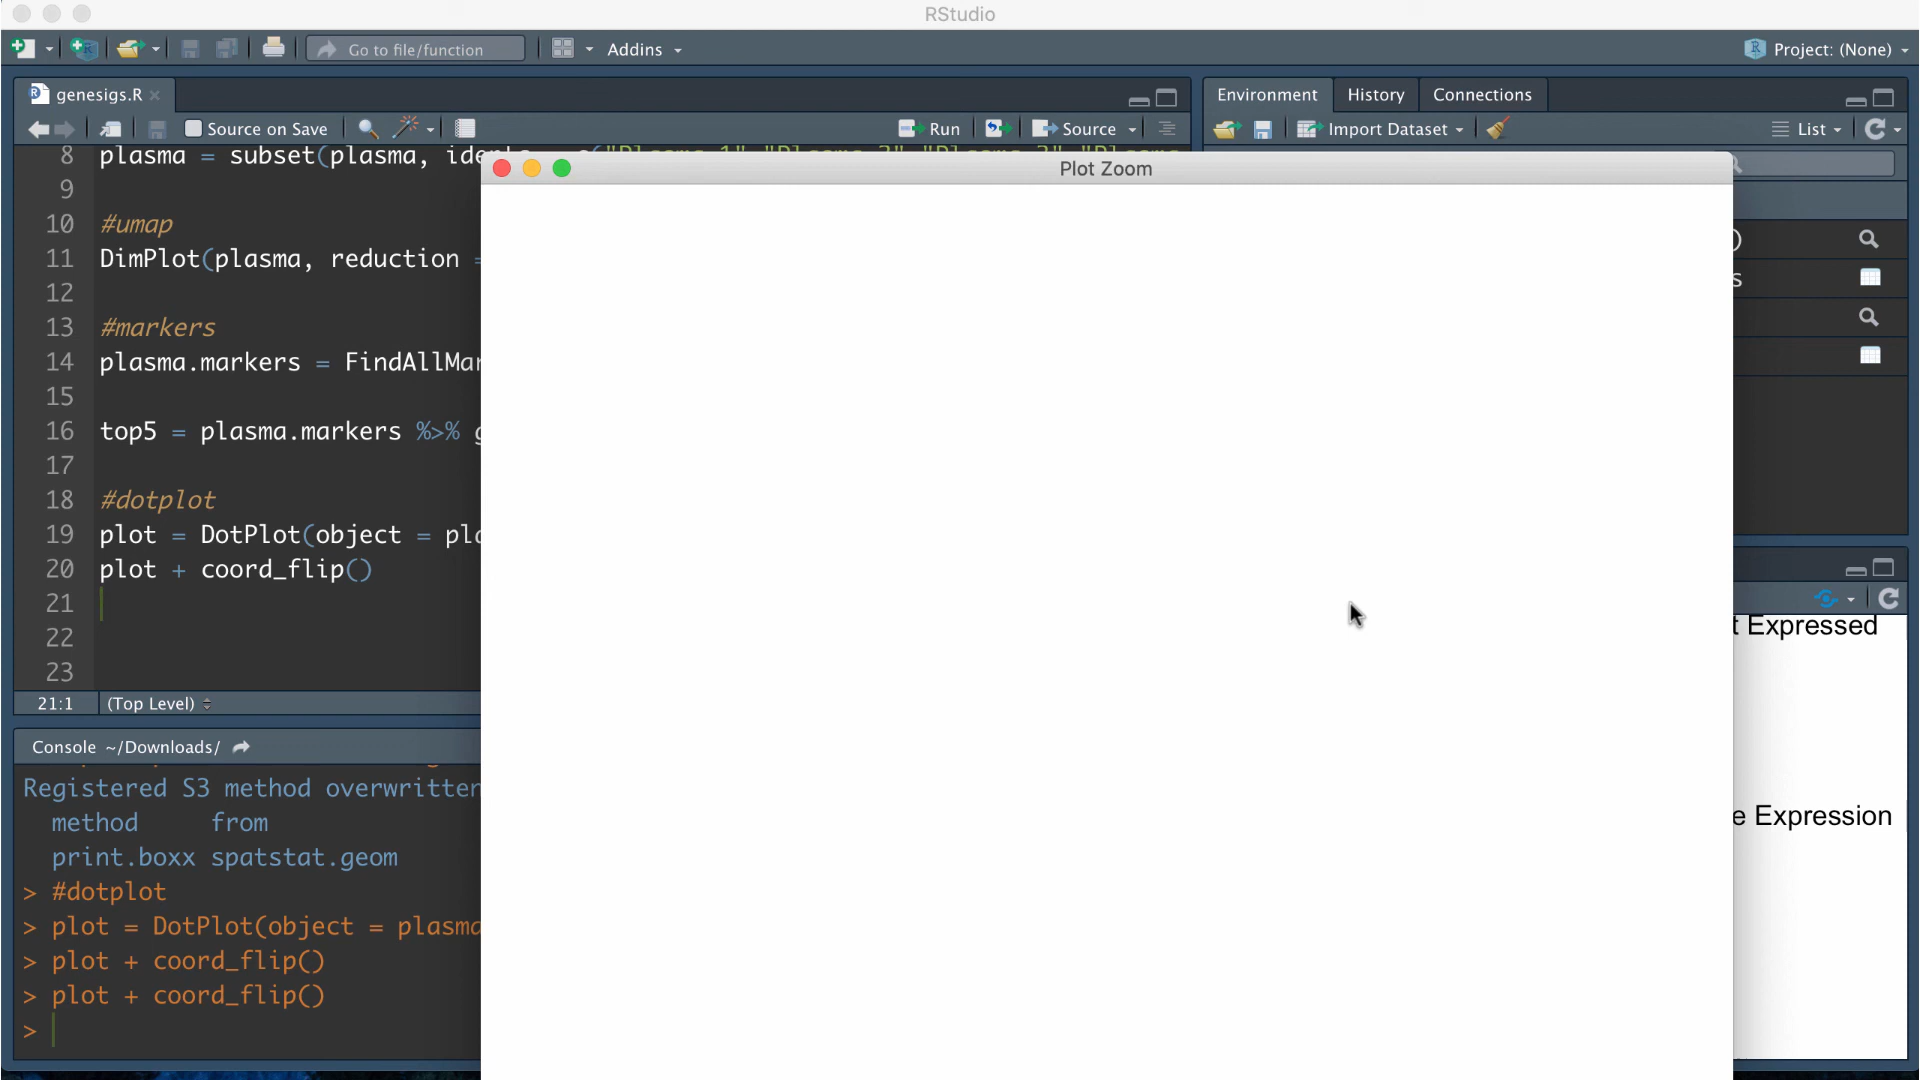 RStudio
Go to file/function
Addins
Project: (None)
genesigs.R
Source on Save
Run
Source
8 plasma = subset(plasma,
9
10 #umap
11 DimPlot(plasma, reduction =
12
13 #markers
14 plasma.markers = FindAllMar
15
16 top5 = plasma.markers %>%
17
18 #dotplot
19 plot = DotPlot(object = pla
20 plot + coord_flip()
21
22
23
21:1 (Top Level)
Console ~/Downloads/
Registered S3 method overwritten
method from
print.boxx spatstat.geom
> #dotplot
> plot = DotPlot(object = plasma
> plot + coord_flip()
> plot + coord_flip()
>
Plot Zoom
Environment History Connections
Import Dataset
List
t Expressed
e Expression